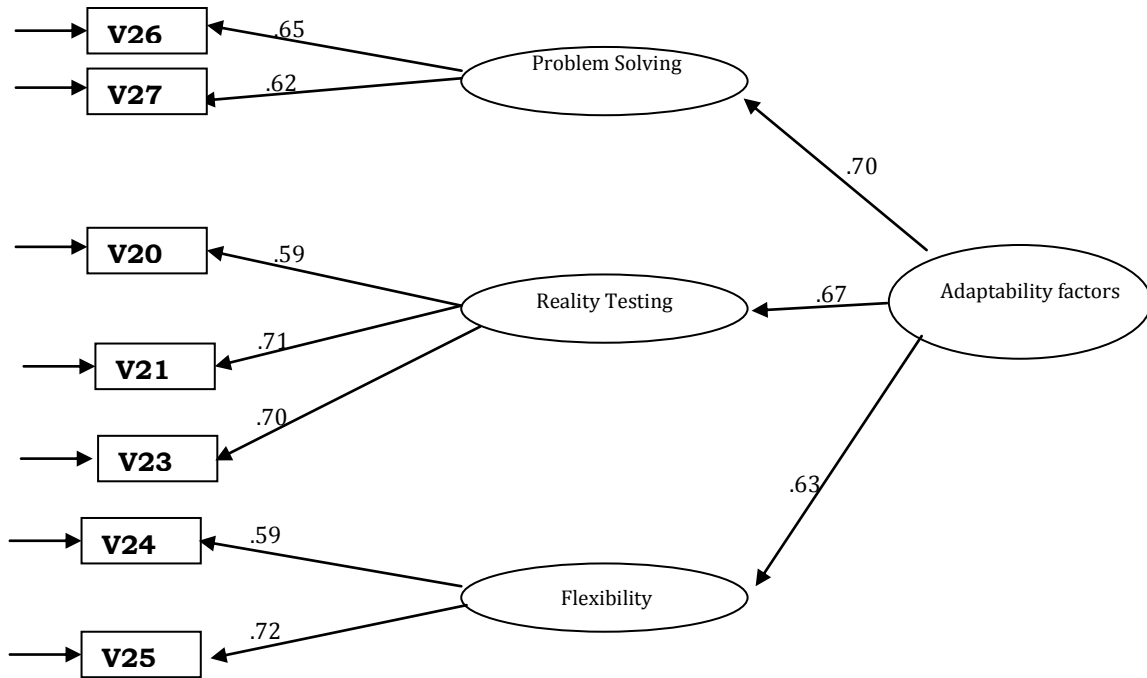 V26
.65
Problem Solving
V27
.62
.70
V20
.59
Reality Testing
.67
Adaptability factors
V21
.71
V23
.70
.63
V24
.59
Flexibility
V25
.72